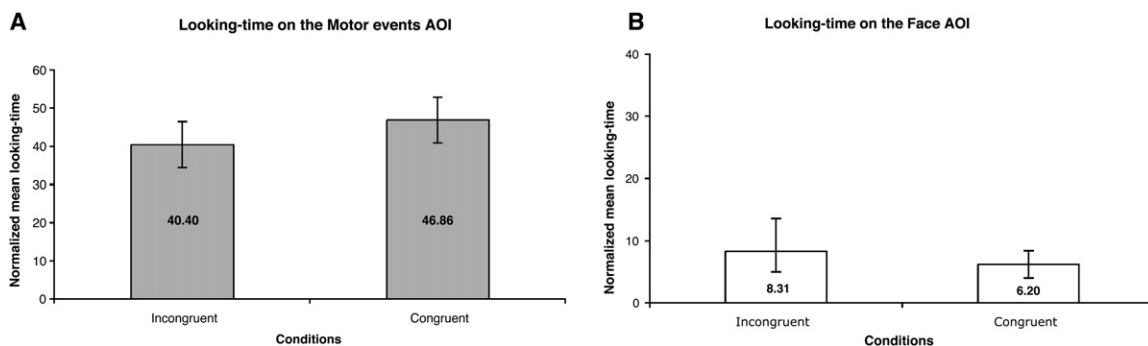 A
Looking-time on the Motor events AOI
Normalized mean looking-time
60
50
40
30
20
10
0
40.40
46.86
Incongruent
Congruent
Conditions
B
Looking-time on the Face AOI
Normalized mean looking-time
40
30
20
10
0
8.31
6.20
Incongruent
Congruent
Conditions